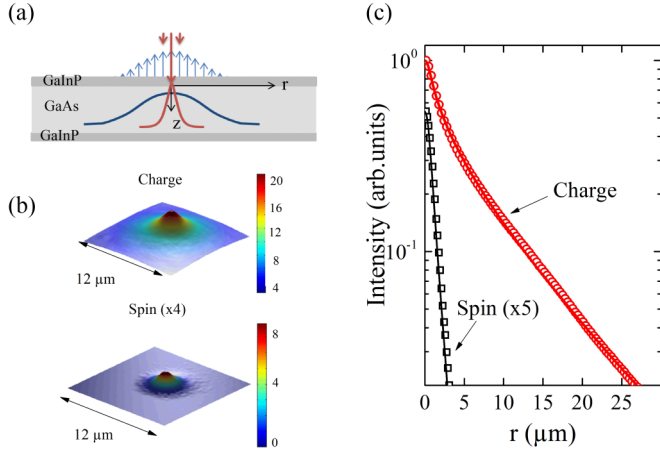 (a)
GaInP
r
GaAs
z
GaInP
(b)
Charge
20
16
12
8
4
12 µm
Spin (x4)
8
4
0
12 µm
(c)
Intensity (arb.units)
10⁰
10⁻¹
Charge
Spin (x5)
0 5 10 15 20 25
r (µm)